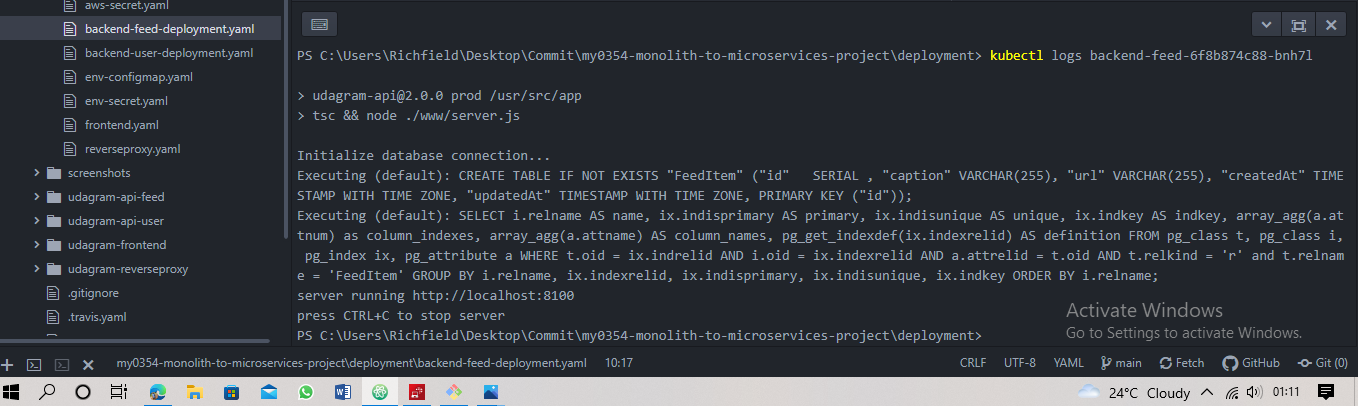 aws-secret.yaml
backend-feed-deployment.yaml
backend-user-deployment.yaml
env-configmap.yaml
env-secret.yaml
frontend.yaml
reverseproxy.yaml
screenshots
udagram-api-feed
udagram-api-user
udagram-frontend
udagram-reverseproxy
.gitignore
.travis.yaml
PS C:\Users\Richfield\Desktop\Commit\my0354-monolith-to-microservices-project\deployment> kubectl logs backend-feed-6f8b874c88-bnh7l
> udagram-api@2.0.0 prod /usr/src/app
> tsc && node ./www/server.js
Initialize database connection...
Executing (default): CREATE TABLE IF NOT EXISTS "FeedItem" ("id"   SERIAL , "caption" VARCHAR(255), "url" VARCHAR(255), "createdAt" TIME
STAMP WITH TIME ZONE, "updatedAt" TIMESTAMP WITH TIME ZONE, PRIMARY KEY ("id"));
Executing (default): SELECT i.relname AS name, ix.indisprimary AS primary, ix.indisunique AS unique, ix.indkey AS indkey, array_agg(a.at
tnum) as column_indexes, array_agg(a.attname) AS column_names, pg_get_indexdef(ix.indexrelid) AS definition FROM pg_class t, pg_class i,
pg_index ix, pg_attribute a WHERE t.oid = ix.indrelid AND i.oid = ix.indexrelid AND a.attrelid = t.oid AND t.relkind = 'r' and t.relnam
e = 'FeedItem' GROUP BY i.relname, ix.indexrelid, ix.indisprimary, ix.indisunique, ix.indkey ORDER BY i.relname;
server running http://localhost:8100
press CTRL+C to stop server
PS C:\Users\Richfield\Desktop\Commit\my0354-monolith-to-microservices-project\deployment>
Activate Windows
Go to Settings to activate Windows.
my0354-monolith-to-microservices-project\deployment\backend-feed-deployment.yaml 10:17 CRLF UTF-8 YAML main Fetch GitHub Git (0)
24°C Cloudy 01:11